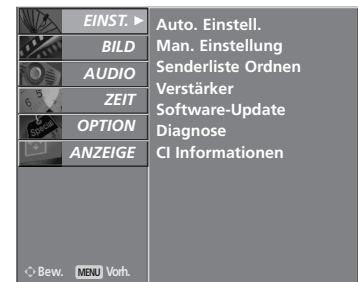 EINST. ►
BILD
AUDIO
ZEIT
Special
OPTION
ANZEIGE
Auto. Einstell.
Man. Einstellung
Senderliste Ordnen
Verstärker
Software-Update
Diagnose
CI Informationen
Bew. MENU Vorh.